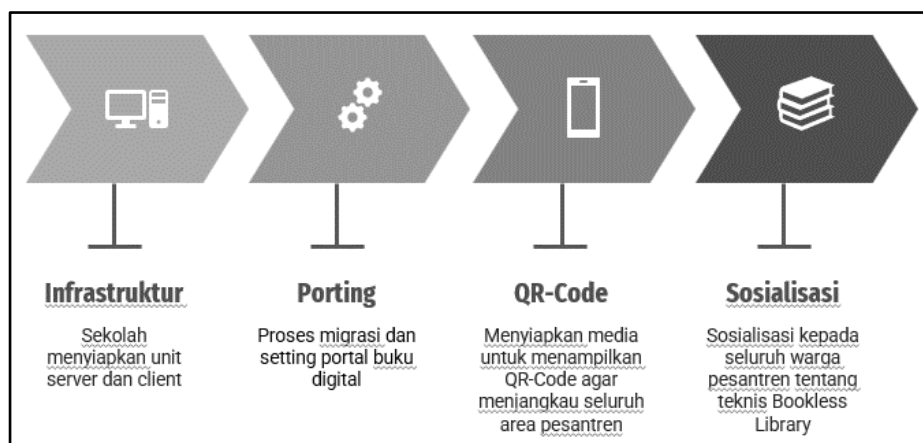 Infrastruktur
Sekolah
menyiapkan unit
server dan client
Porting
Proses migrasi dan
setting portal buku
digital
QR-Code
Menyiapkan media
untuk menampilkan
QR-Code agar
menjangkau seluruh
area pesantren
Sosialisasi
Sosialisasi kepada
seluruh warga
pesantren tentang
teknis Bookless
Library